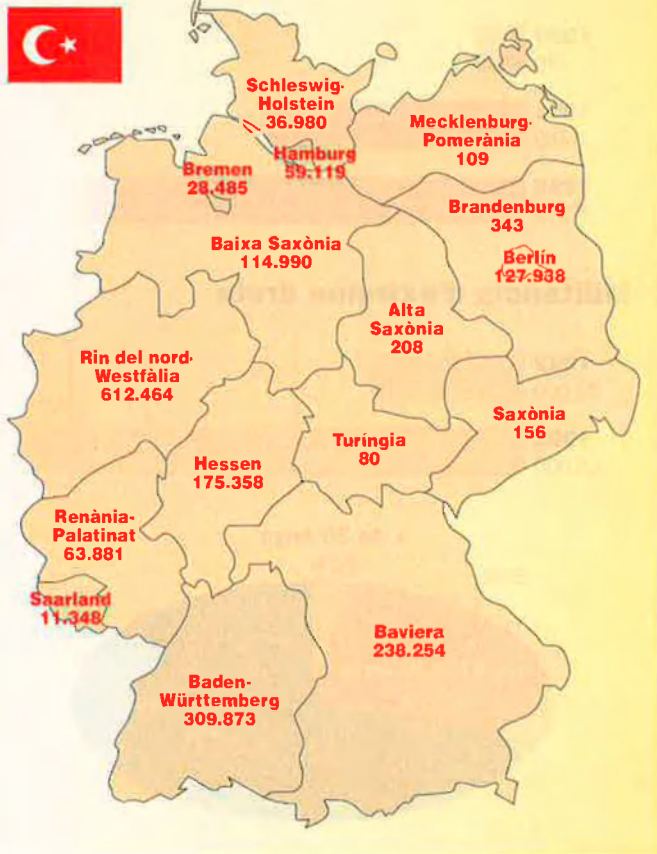 Schleswig-
Holstein
36.980
Mecklenburg-
Pomerània
109
Hamburg
59.119
Bremen
28.485
Brandenburg
343
Baixa Saxònia
114.990
Berlín
127.938
Alta
Saxònia
208
Rin del nord-
Westfàlia
612.464
Saxònia
156
Turíngia
80
Hessen
175.358
Renània-
Palatinat
63.881
Saarland
11.348
Baviera
238.254
Baden-
Württemberg
309.873